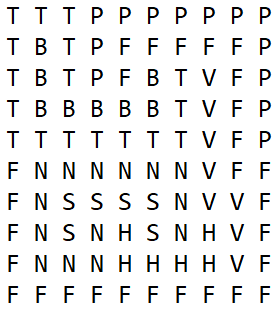 T T T P P P P P P P
T B T P F F F F F P
T B T P F B T V F P
T B B B B B T V F P
T T T T T T T V F P
F N N N N N N V F F
F N S S S S N V V F
F N S N H S N H V F
F N N N H H H H V F
F F F F F F F F F F